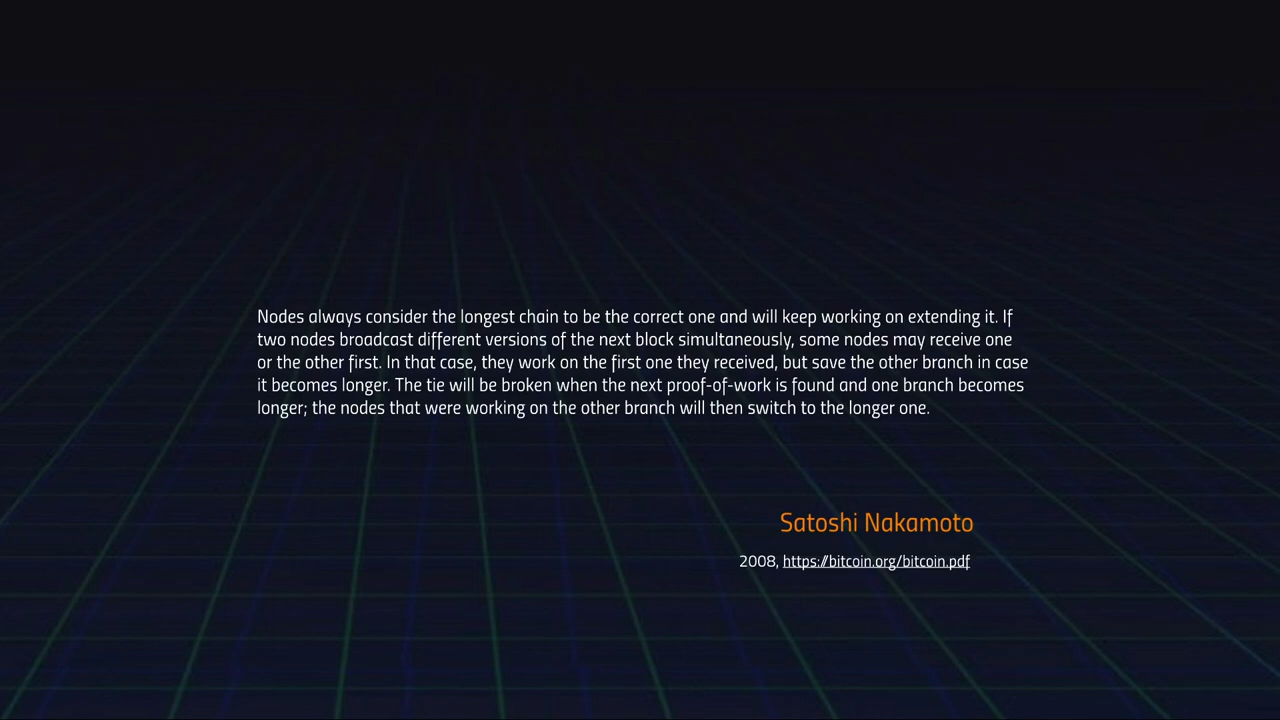 Nodes always consider the longest chain to be the correct one and will keep working on extending it. If
two nodes broadcast different versions of the next block simultaneously, some nodes may receive one
or the other first. In that case, they work on the first one they received, but save the other branch in case
it becomes longer. The tie will be broken when the next proof-of-work is found and one branch becomes
longer; the nodes that were working on the other branch will then switch to the longer one.
Satoshi Nakamoto
2008, https://bitcoin.org/bitcoin.pdf